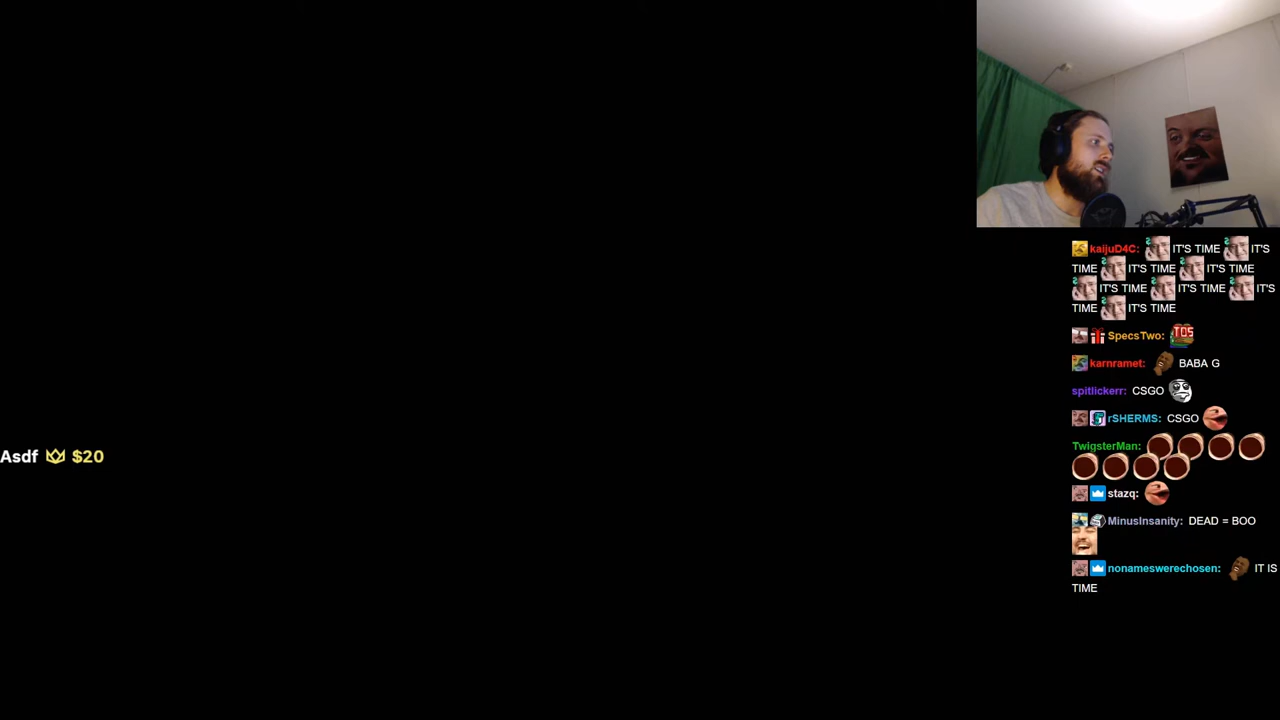 kaijuD4C: IT'S TIME IT'S
TIME IT'S TIME IT'S TIME
IT'S TIME IT'S TIME IT'S
TIME IT'S TIME
SpecsTwo: TOS
karnramet: BABA G
spitlickerr: CSGO
rSHERMS: CSGO
TwigsterMan:
stazq:
MinusInsanity: DEAD = BOO
nonameswerechosen: IT IS
TIME
Asdf $20